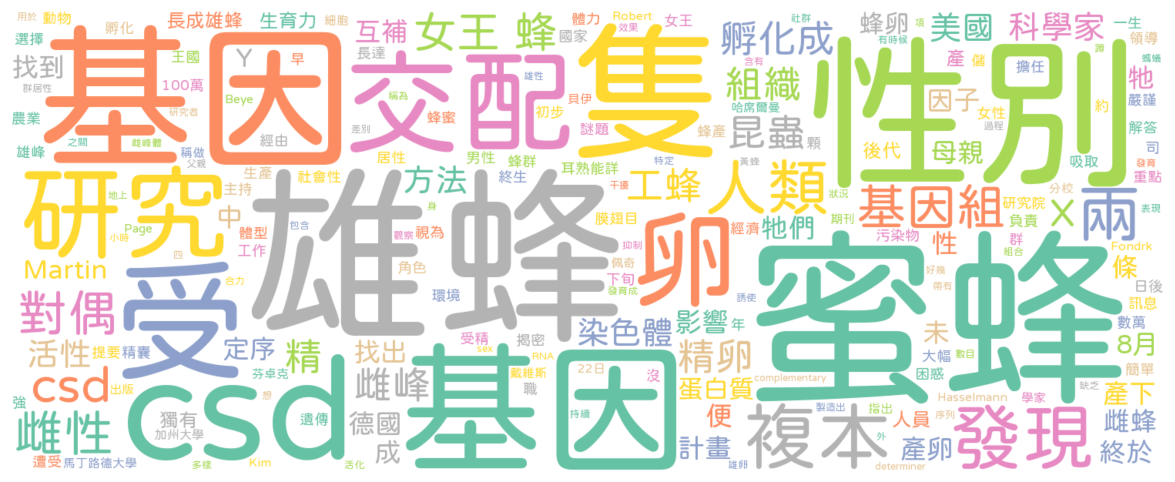 用於 動物 孵化 長成雄蜂 生育力 細胞 互補 女王 蜂 體力 Robert 女王 社群 蜂卵 美國 科學家 一生
選擇 王國 Y 早 長達 國家 隻 效果 孵化成 項 有時候 領導
找到 基因 交配 雄性 含有 組織 產 儲 性別 蹲 擔任 螞蟻 牠
群居性 100萬 Beye 稱為 初步 貝伊 哈席爾曼 因子 女性 約 嚴謹
農業 研究者 蜂蜜 謎題 蜂產 昆蟲 顆 過程 解答
雄峰 之間 雌峰體 經由 差別 後代 母親 吸取 司
稱做 父親 居性 男性 蜂群 耳熟能詳 黃蜂 特定 發育 重點
研究 生產 社會性 方法 終生 工蜂 人類 干擾 狀況 基因組 研究院 X 分校 兩 表現
地上 主持 中 雄蜂 包含 身 膜翅目 卵 經濟 牠們 期刊 負責
Page 小時 體型 視為 污染物 性 群 組合 Fondrk
Martin 四 工作 觀察 角色 佩奇 抑制 蜜蜂 好幾 帶有 條 日後
受 合力 環境 下旬 發育成 誘使 訊息
對偶 染色體 影響 年 未 數萬
活性 提要 精囊 定序 精 找出 受精 揭密 大幅 數目 8月
csd 出版 芬卓克 雌峰 sex RNA 戴維斯 22日 沒 精卵 complementary 困惑 簡單
強 想 csd 基因 職 蛋白質 Hasselmann 缺乏 學家 產下
雌性 獨有 遺傳 德國 持續 製造出 指出 便 複本 人員 序列 發現 雌蜂
加州大學 成 計畫 外 產卵 終於
遭受 馬丁路德大學 多樣 Kim 活化 雄卵 determiner